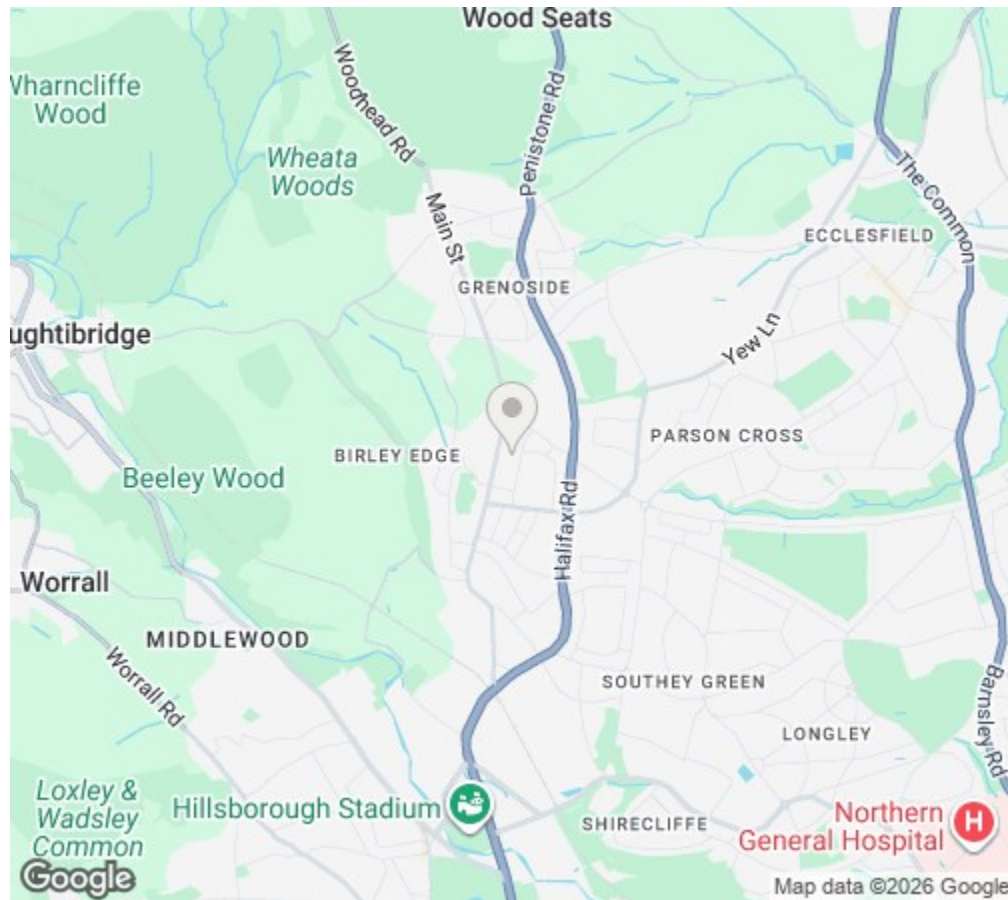 Wood Seats
Wharncliffe
Wood
Woodhead Rd
Penistone Rd
Wheata
Woods
The Common
Main St
ECCLESFIELD
GRENOSIDE
ughtibridge
Yew Ln
PARSON CROSS
BIRLEY EDGE
Beeley Wood
Halifax Rd
Worrall
MIDDLEWOOD
Worrall Rd
SOUTHEY GREEN
Barnsley Rd
LONGLEY
Loxley &
Wadsley
Common
Hillsborough Stadium
SHIRECLIFFE
Northern
General Hospital
H
Google
Map data ©2026 Google